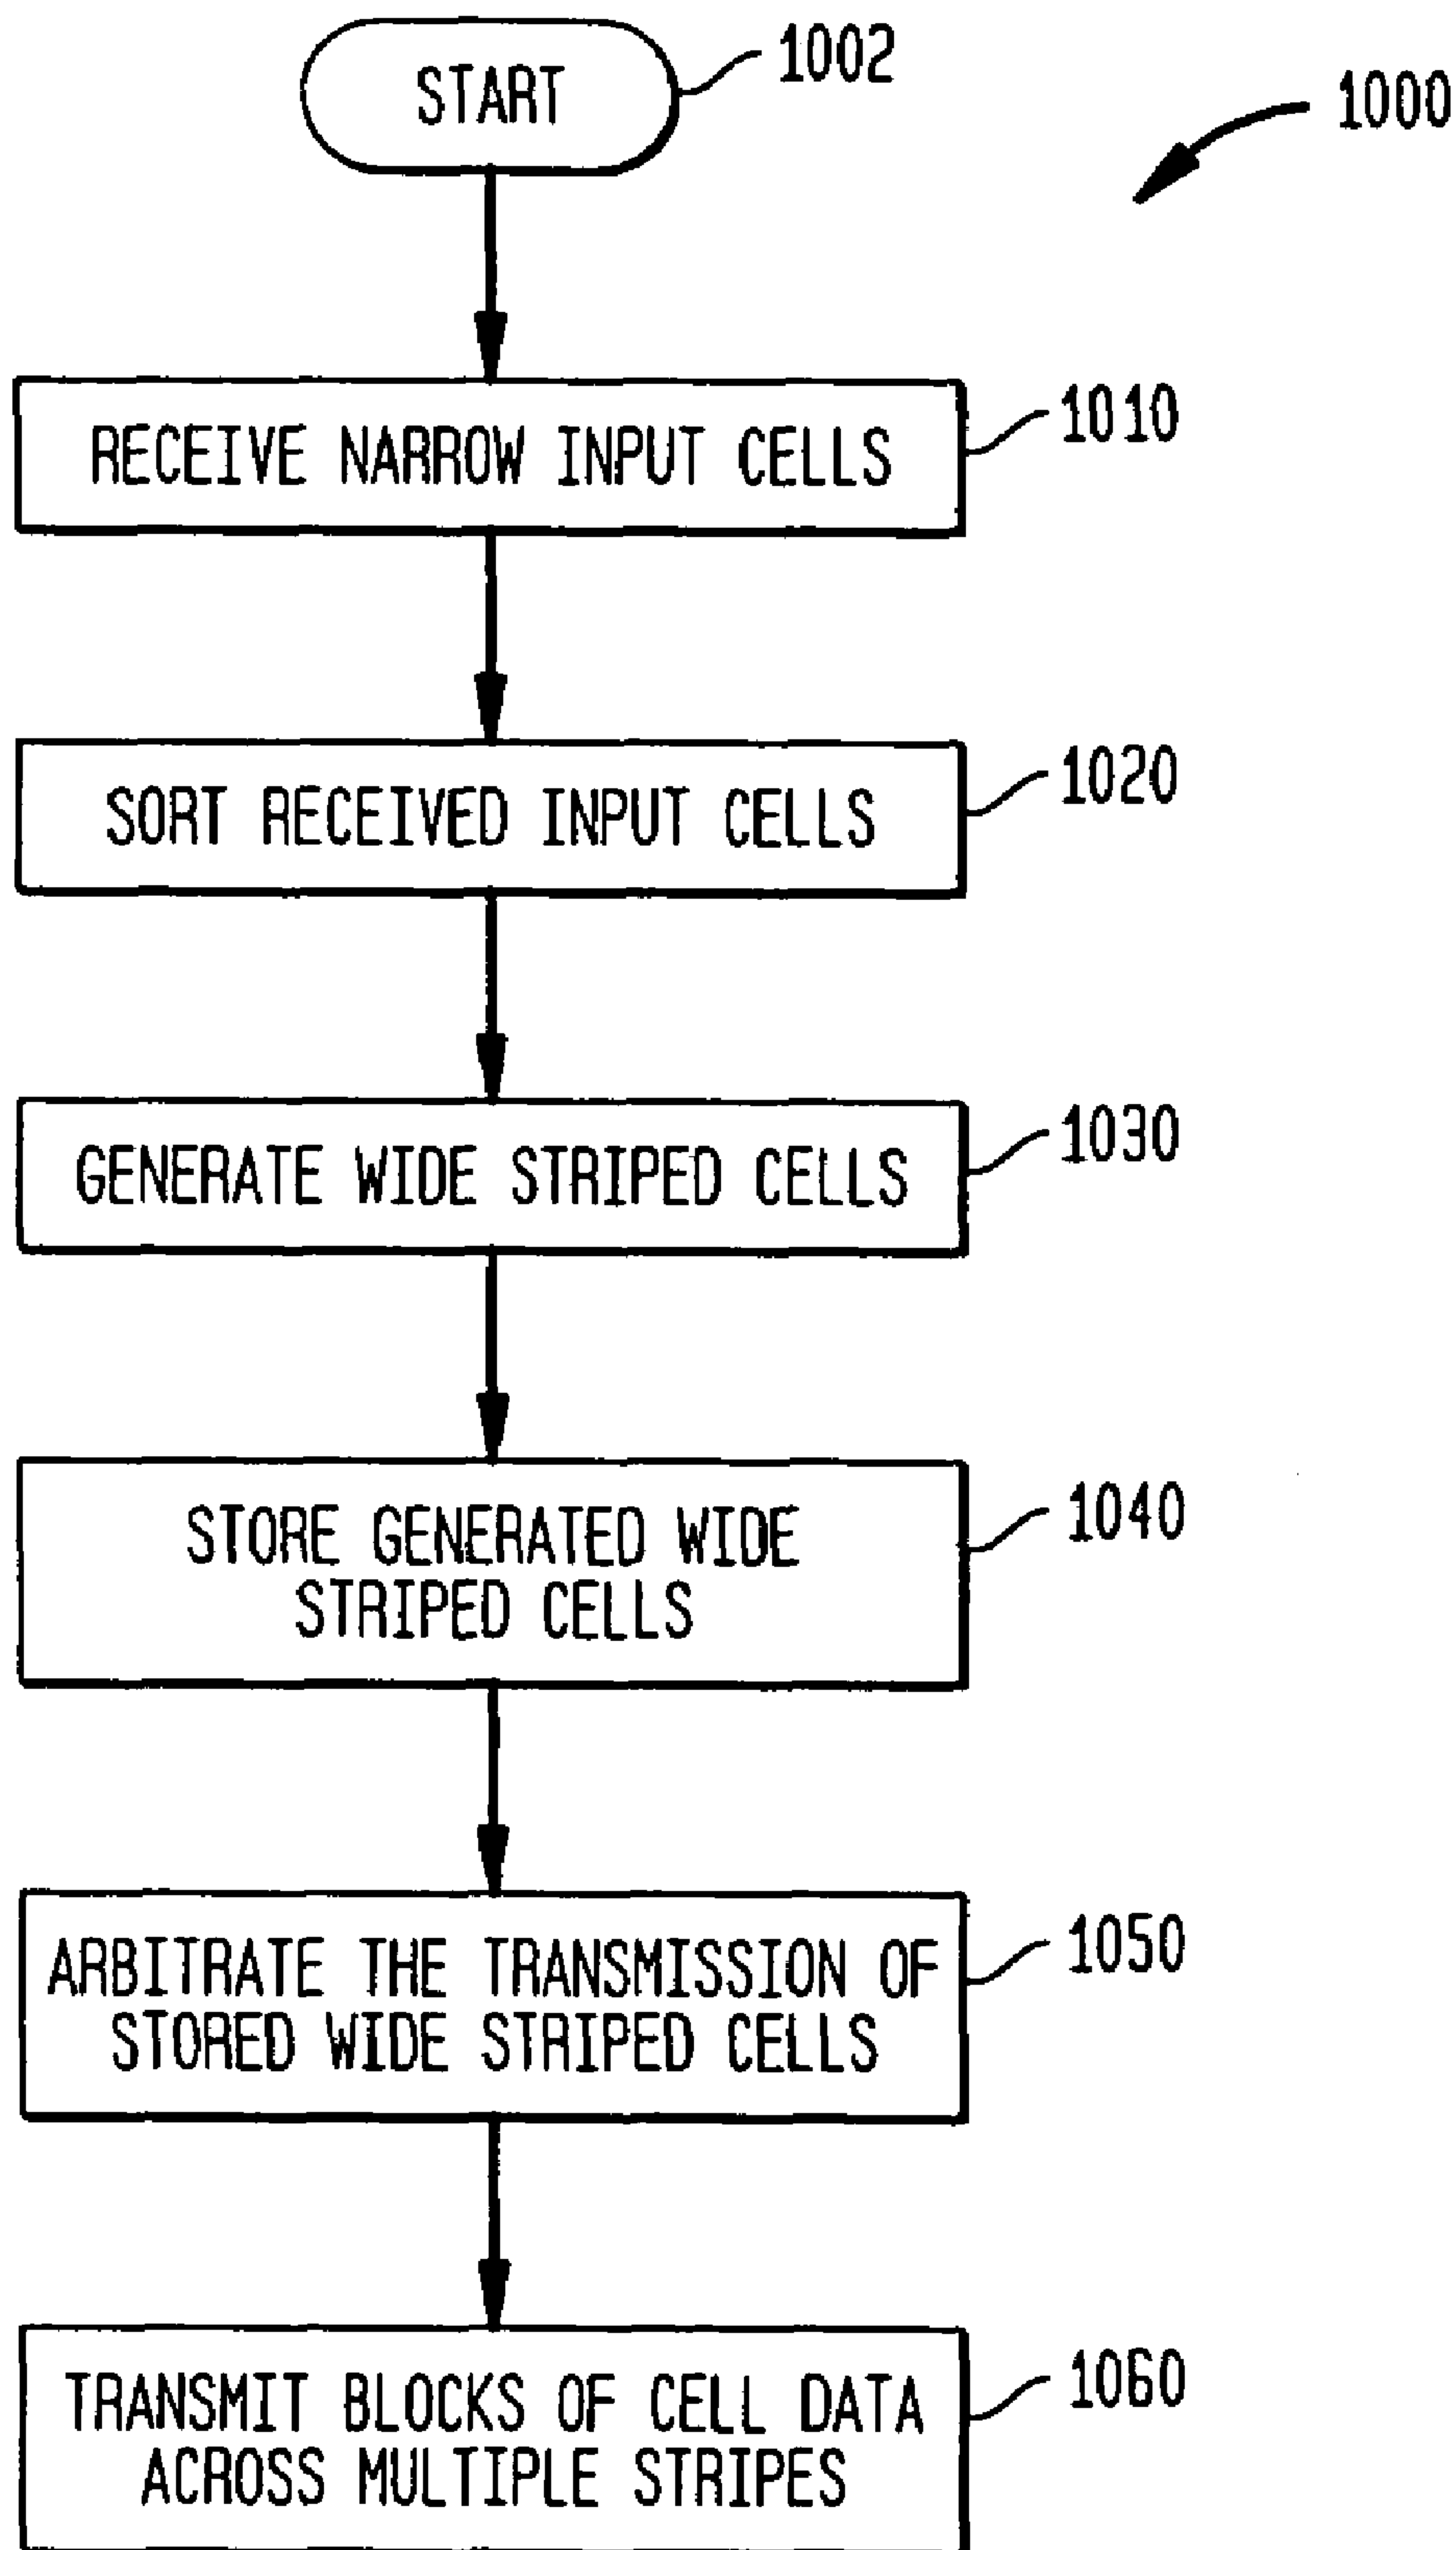 START
1002
1000
RECEIVE NARROW INPUT CELLS
1010
SORT RECEIVED INPUT CELLS
1020
GENERATE WIDE STRIPED CELLS
1030
STORE GENERATED WIDE
STRIPED CELLS
1040
ARBITRATE THE TRANSMISSION OF
STORED WIDE STRIPED CELLS
1050
TRANSMIT BLOCKS OF CELL DATA
ACROSS MULTIPLE STRIPES
1060